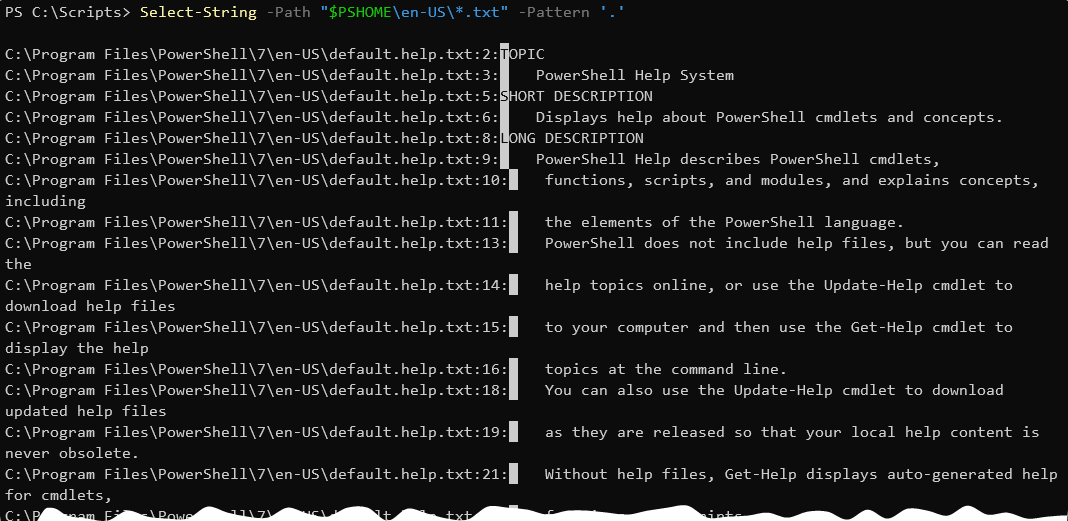 PS C:\Scripts> Select-String -Path "$PSHOME\en-US\*.txt" -Pattern '.'
C:\Program Files\PowerShell\7\en-US\default.help.txt:2:TOPIC
C:\Program Files\PowerShell\7\en-US\default.help.txt:3:    PowerShell Help System
C:\Program Files\PowerShell\7\en-US\default.help.txt:5:SHORT DESCRIPTION
C:\Program Files\PowerShell\7\en-US\default.help.txt:6:    Displays help about PowerShell cmdlets and concepts.
C:\Program Files\PowerShell\7\en-US\default.help.txt:8:LONG DESCRIPTION
C:\Program Files\PowerShell\7\en-US\default.help.txt:9:    PowerShell Help describes PowerShell cmdlets,
C:\Program Files\PowerShell\7\en-US\default.help.txt:10:    functions, scripts, and modules, and explains concepts,
including
C:\Program Files\PowerShell\7\en-US\default.help.txt:11:    the elements of the PowerShell language.
C:\Program Files\PowerShell\7\en-US\default.help.txt:13:    PowerShell does not include help files, but you can read
the
C:\Program Files\PowerShell\7\en-US\default.help.txt:14:    help topics online, or use the Update-Help cmdlet to
download help files
C:\Program Files\PowerShell\7\en-US\default.help.txt:15:    to your computer and then use the Get-Help cmdlet to
display the help
C:\Program Files\PowerShell\7\en-US\default.help.txt:16:    topics at the command line.
C:\Program Files\PowerShell\7\en-US\default.help.txt:18:    You can also use the Update-Help cmdlet to download
updated help files
C:\Program Files\PowerShell\7\en-US\default.help.txt:19:    as they are released so that your local help content is
never obsolete.
C:\Program Files\PowerShell\7\en-US\default.help.txt:21:    Without help files, Get-Help displays auto-generated help
for cmdlets,